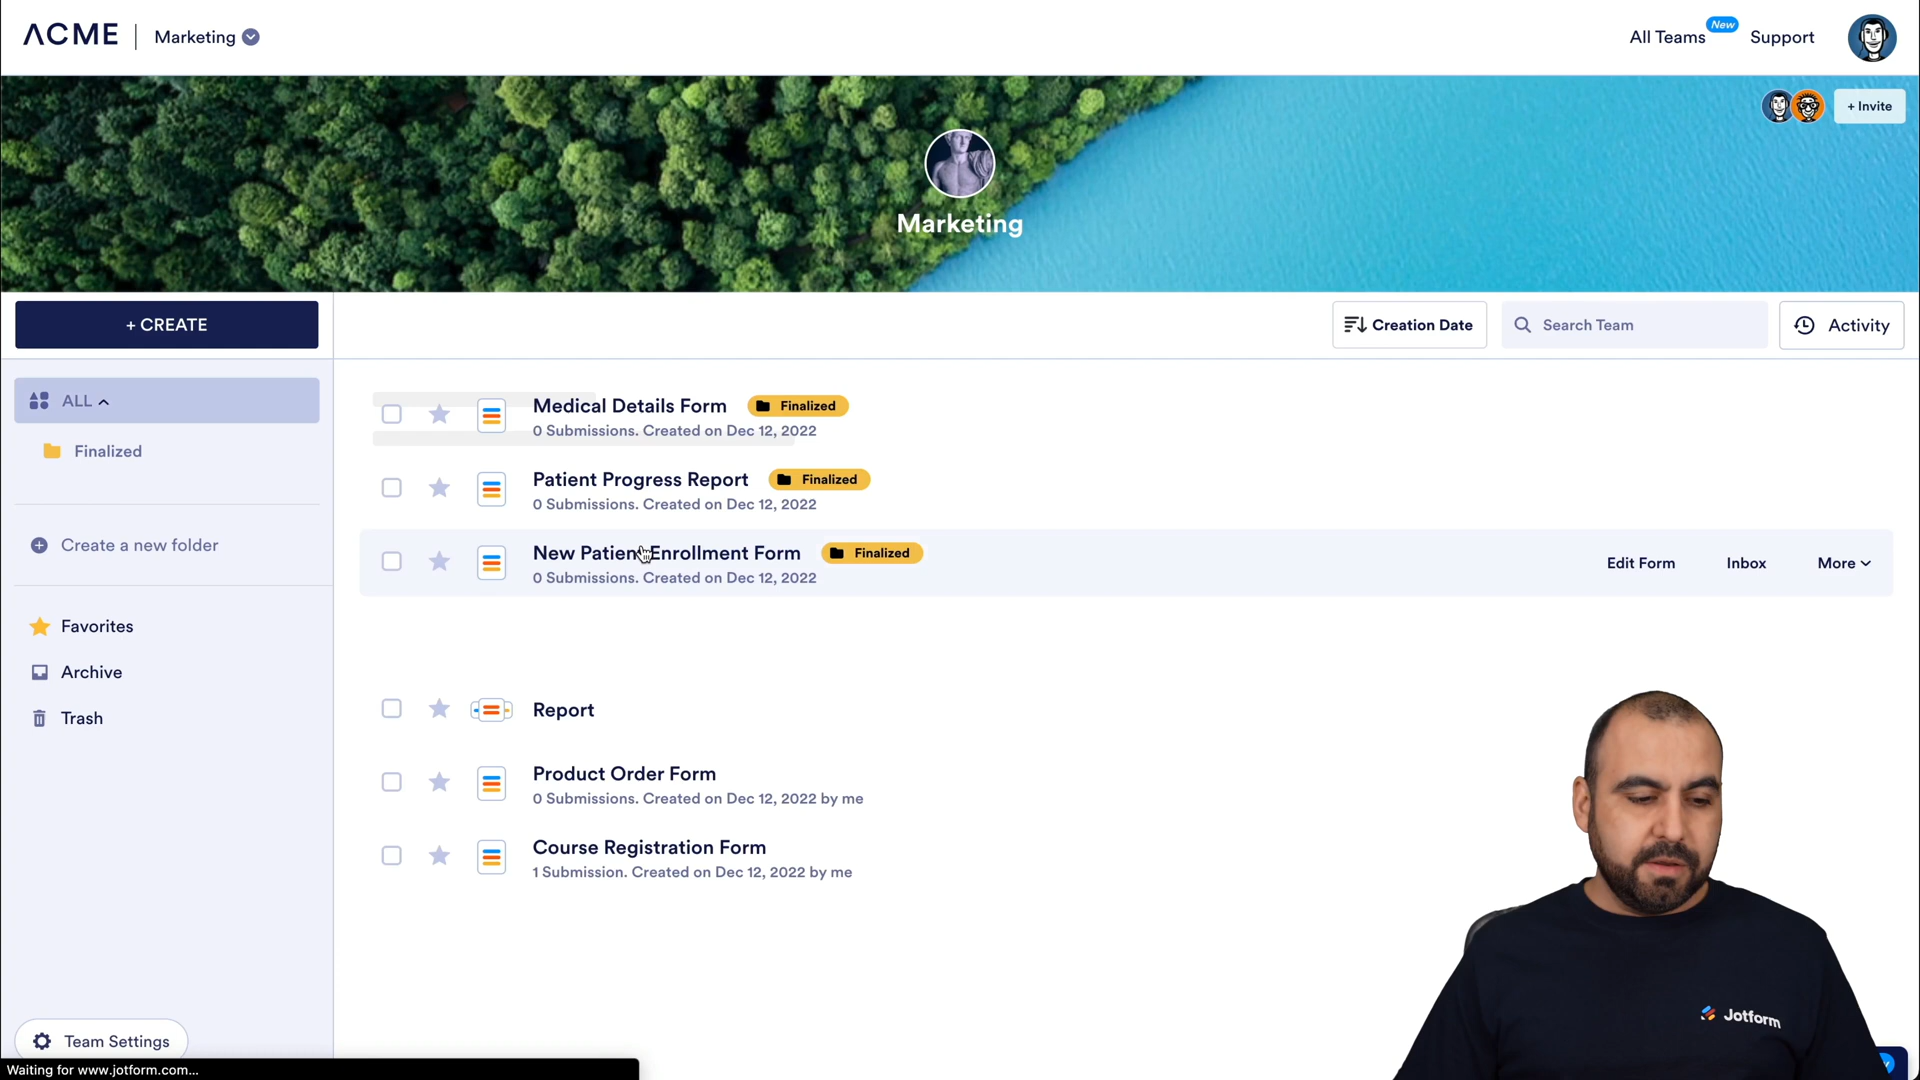 ACME
Marketing
All Teams
New
Support
+ Invite
Marketing
+ CREATE
Creation Date
Search Team
Activity
ALL
Finalized
Create a new folder
Favorites
Archive
Trash
Team Settings
Medical Details Form
Finalized
0 Submissions. Created on Dec 12, 2022
Patient Progress Report
Finalized
0 Submissions. Created on Dec 12, 2022
New Patient Enrollment Form
Finalized
0 Submissions. Created on Dec 12, 2022
Edit Form
Inbox
More
Report
Product Order Form
0 Submissions. Created on Dec 12, 2022 by me
Course Registration Form
1 Submission. Created on Dec 12, 2022 by me
Jotform
Waiting for www.jotform.com...